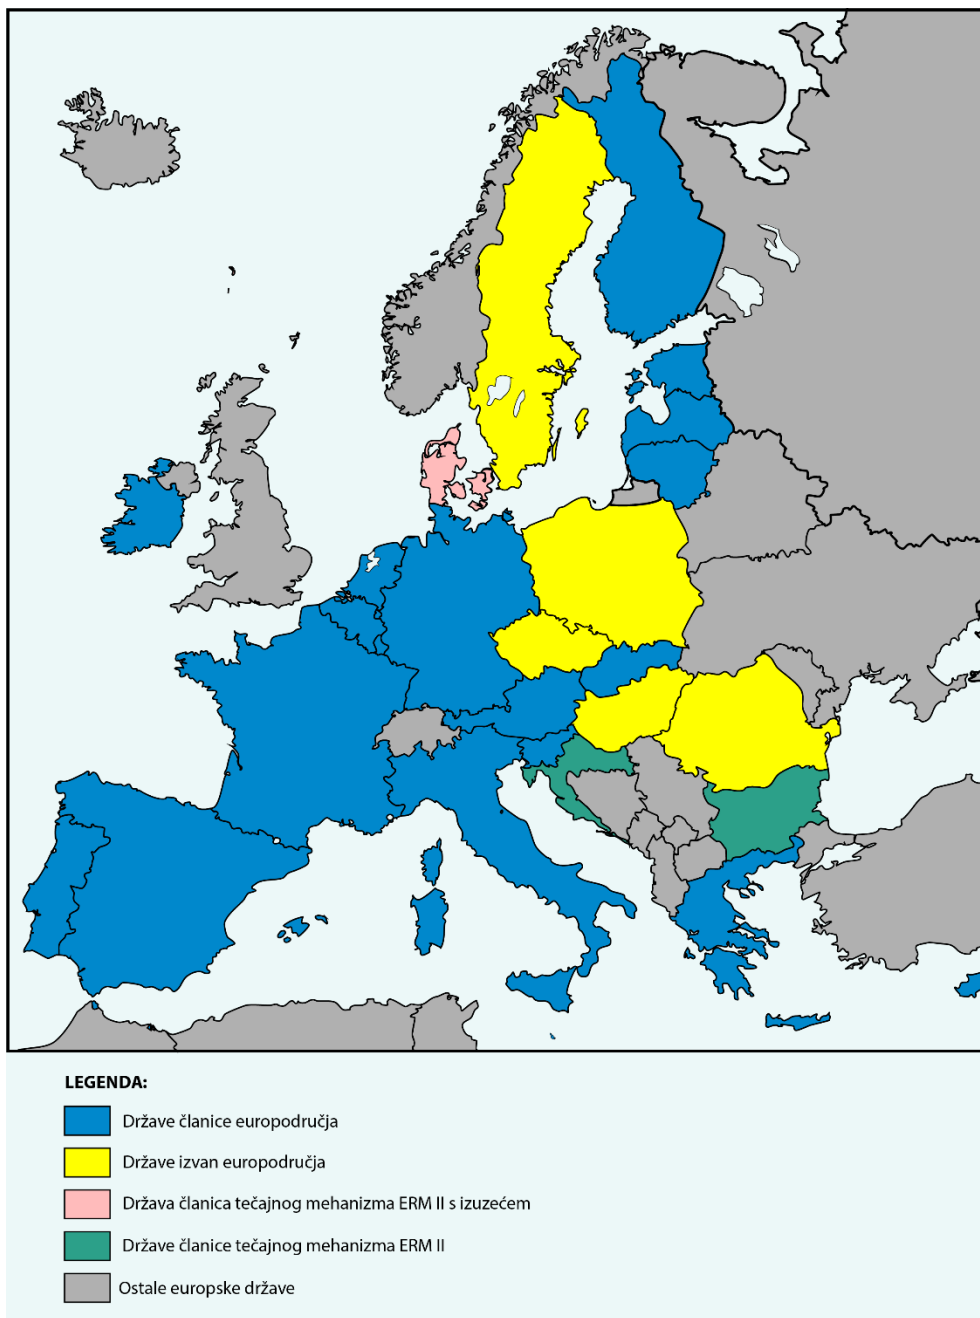 LEGENDA:
Države članice europodručja
Države izvan europodručja
Država članica tečajnog mehanizma ERM II s izuzećem
Države članice tečajnog mehanizma ERM II
Ostale europske države